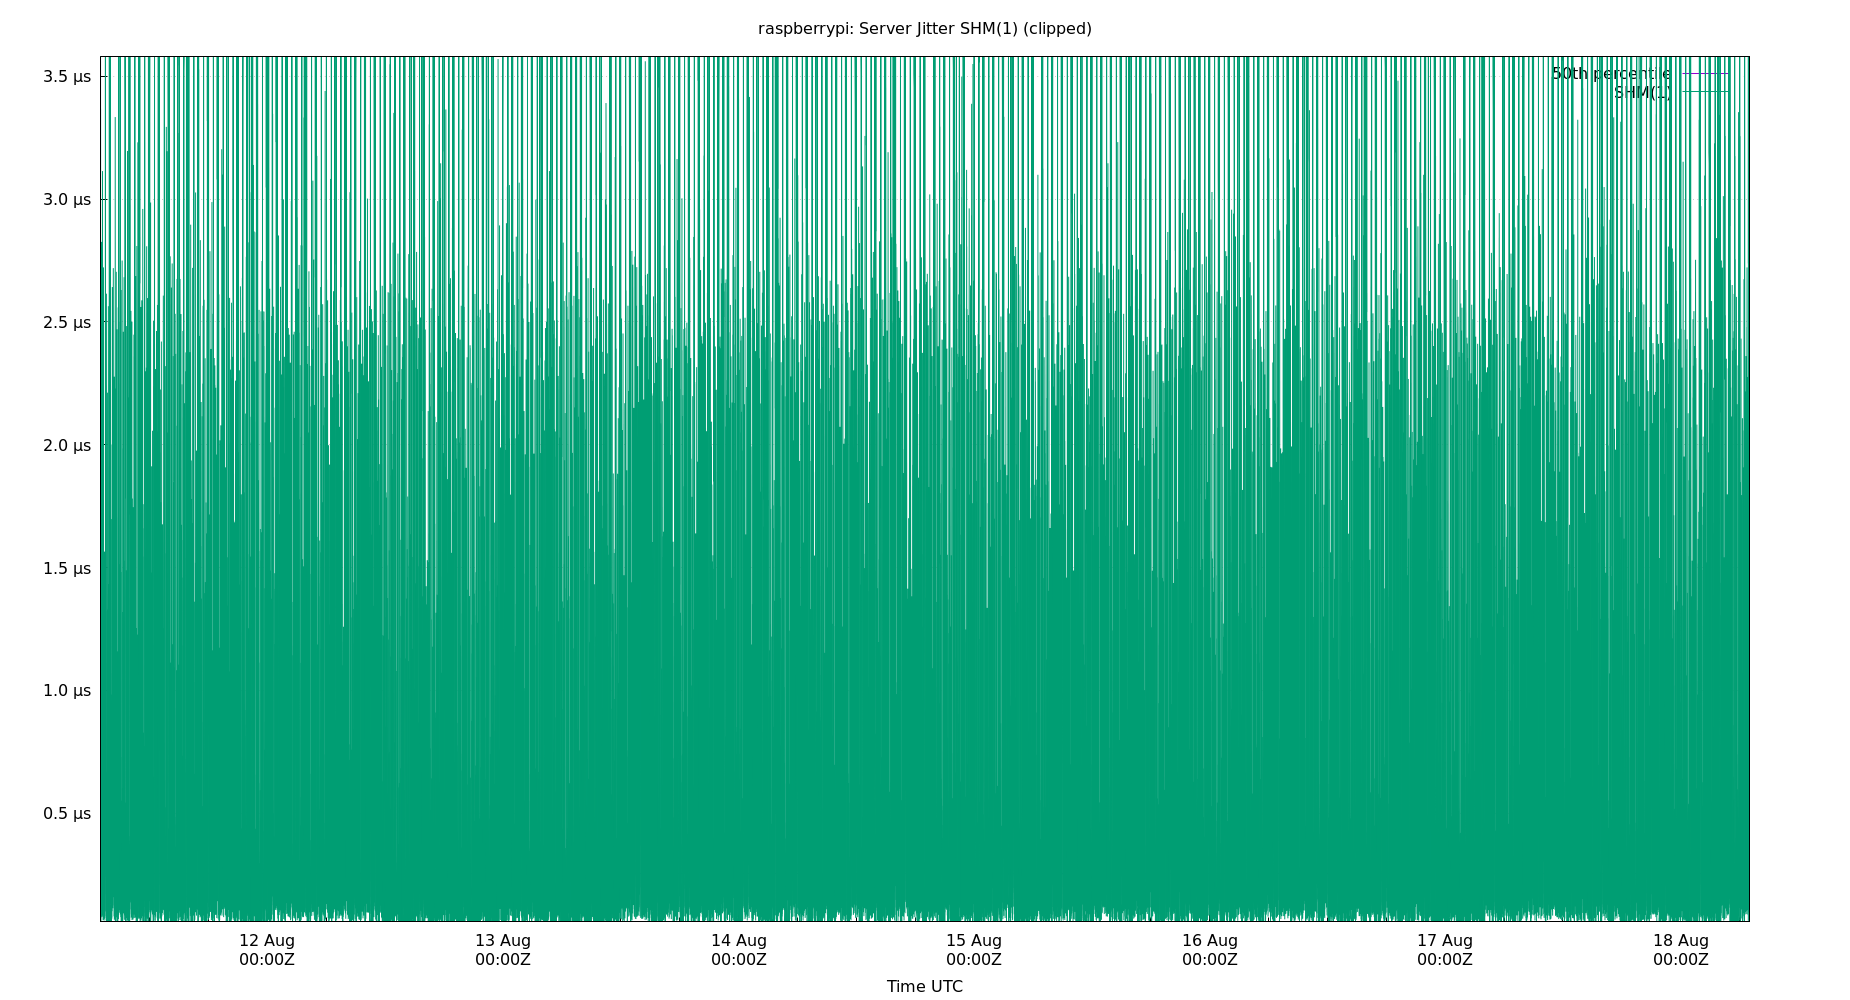 raspberrypi: Server Jitter SHM(1) (clipped)
3.5 µs
50th percentile
SHM(1)
3.0 µs
2.5 µs
2.0 µs
1.5 µs
1.0 µs
0.5 µs
12 Aug 13 Aug 14 Aug 15 Aug 16 Aug 17 Aug 18 Aug
00:00Z 00:00Z 00:00Z 00:00Z 00:00Z 00:00Z 00:00Z
Time UTC